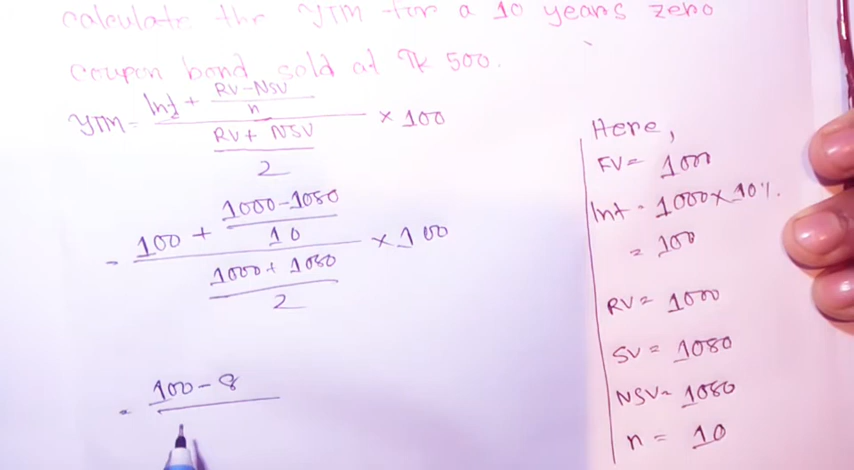 calculate the YTM for a 10 years zero
coupon bond sold at Tk 500.
YTM = Int + RV-NSV / n / RV + NSV / 2 × 100
= 100 + 1000-1080 / 10 / 1000 + 1080 / 2 × 100
= 100 - 8
Here,
FV = 1000
Int = 1000 × 10%.
= 100
RV = 1000
SV = 1080
NSV = 1080
n = 10